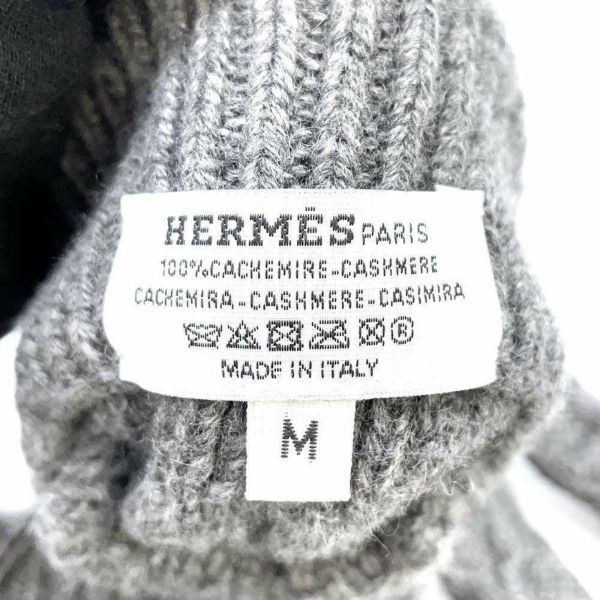 HERMÈS PARIS
100%CACHEMIRE-CASHMERE
CACHEMIRA-CASHMERE-CASIMIRA
®
MADE IN ITALY
M